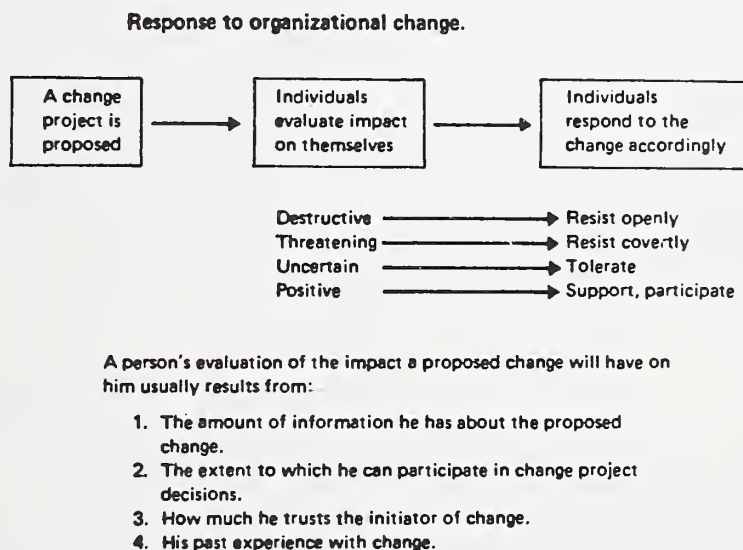 Response to organizational change.
A change
project is
proposed
Individuals
evaluate impact
on themselves
Individuals
respond to the
change accordingly
Destructive Resist openly
Threatening Resist covertly
Uncertain Tolerate
Positive Support, participate
A person's evaluation of the impact a proposed change will have on
him usually results from:
1. The amount of information he has about the proposed
change.
2. The extent to which he can participate in change project
decisions.
3. How much he trusts the initiator of change.
4. His past experience with change.